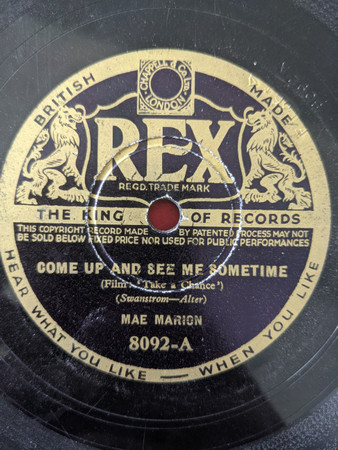 BRITISH MADE
CHAPPELL & Co Ltd
LONDON
REX
REGD. TRADE MARK
THE KING OF RECORDS
THIS COPYRIGHT RECORD MADE BY PATENTED PROCESS MAY NOT
BE SOLD BELOW FIXED PRICE NOR USED FOR PUBLIC PERFORMANCES
COME UP AND SEE ME SOMETIME
(Film: 'Take a Chance')
(Swanstrom—Alter)
MAE MARION
8092-A
HEAR WHAT YOU LIKE — WHEN YOU LIKE